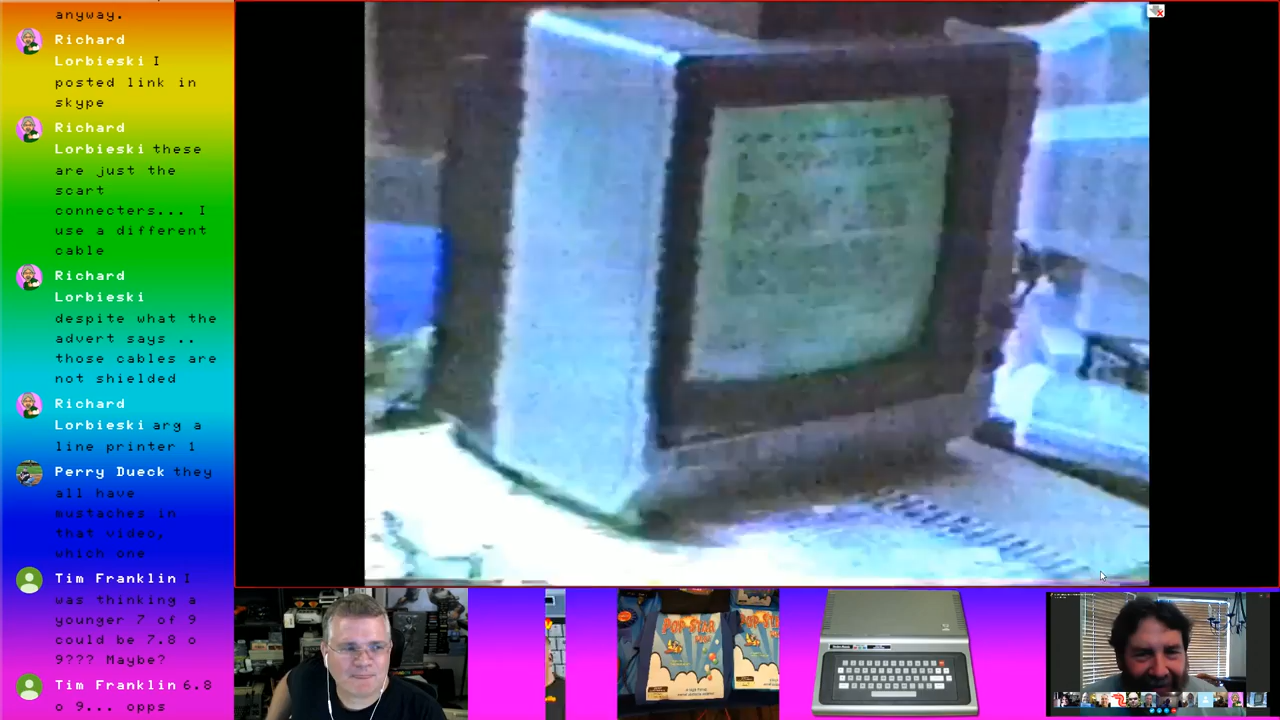 anyway.
Richard
Lorbieski I
posted link in
skype
Richard
Lorbieski these
are just the
scart
connecters... I
use a different
cable
Richard
Lorbieski
despite what the
advert says ..
those cables are
not shielded
Richard
Lorbieski arg a
line printer 1
Perry Dueck they
all have
mustaches in
that video,
which one
Tim Franklin I
was thinking a
younger 7 of 9
could be 7.8 o
9??? Maybe?
Tim Franklin 6.8
o 9... opps
POP★STAR